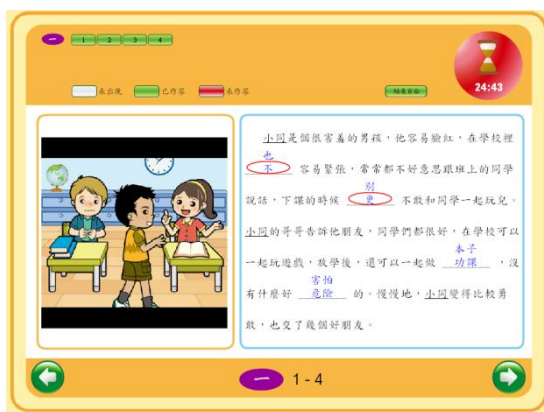 一 1 2 3 4
未出現 已作答 未作答
24:43
小同是個很害羞的男孩，他容易臉紅，在學校裡
也
不 容易緊張，常常都不好意思跟班上的同學
別
說話，下課的時候 更 不敢和同學一起玩兒。
小同的哥哥告訴他朋友，同學們都很好，在學校可以
本子
一起玩遊戲，放學後，還可以一起做 功課 ，沒
害怕
有什麼好 危險 的。慢慢地，小同變得比較勇
敢，也交了幾個好朋友。
一 1 - 4